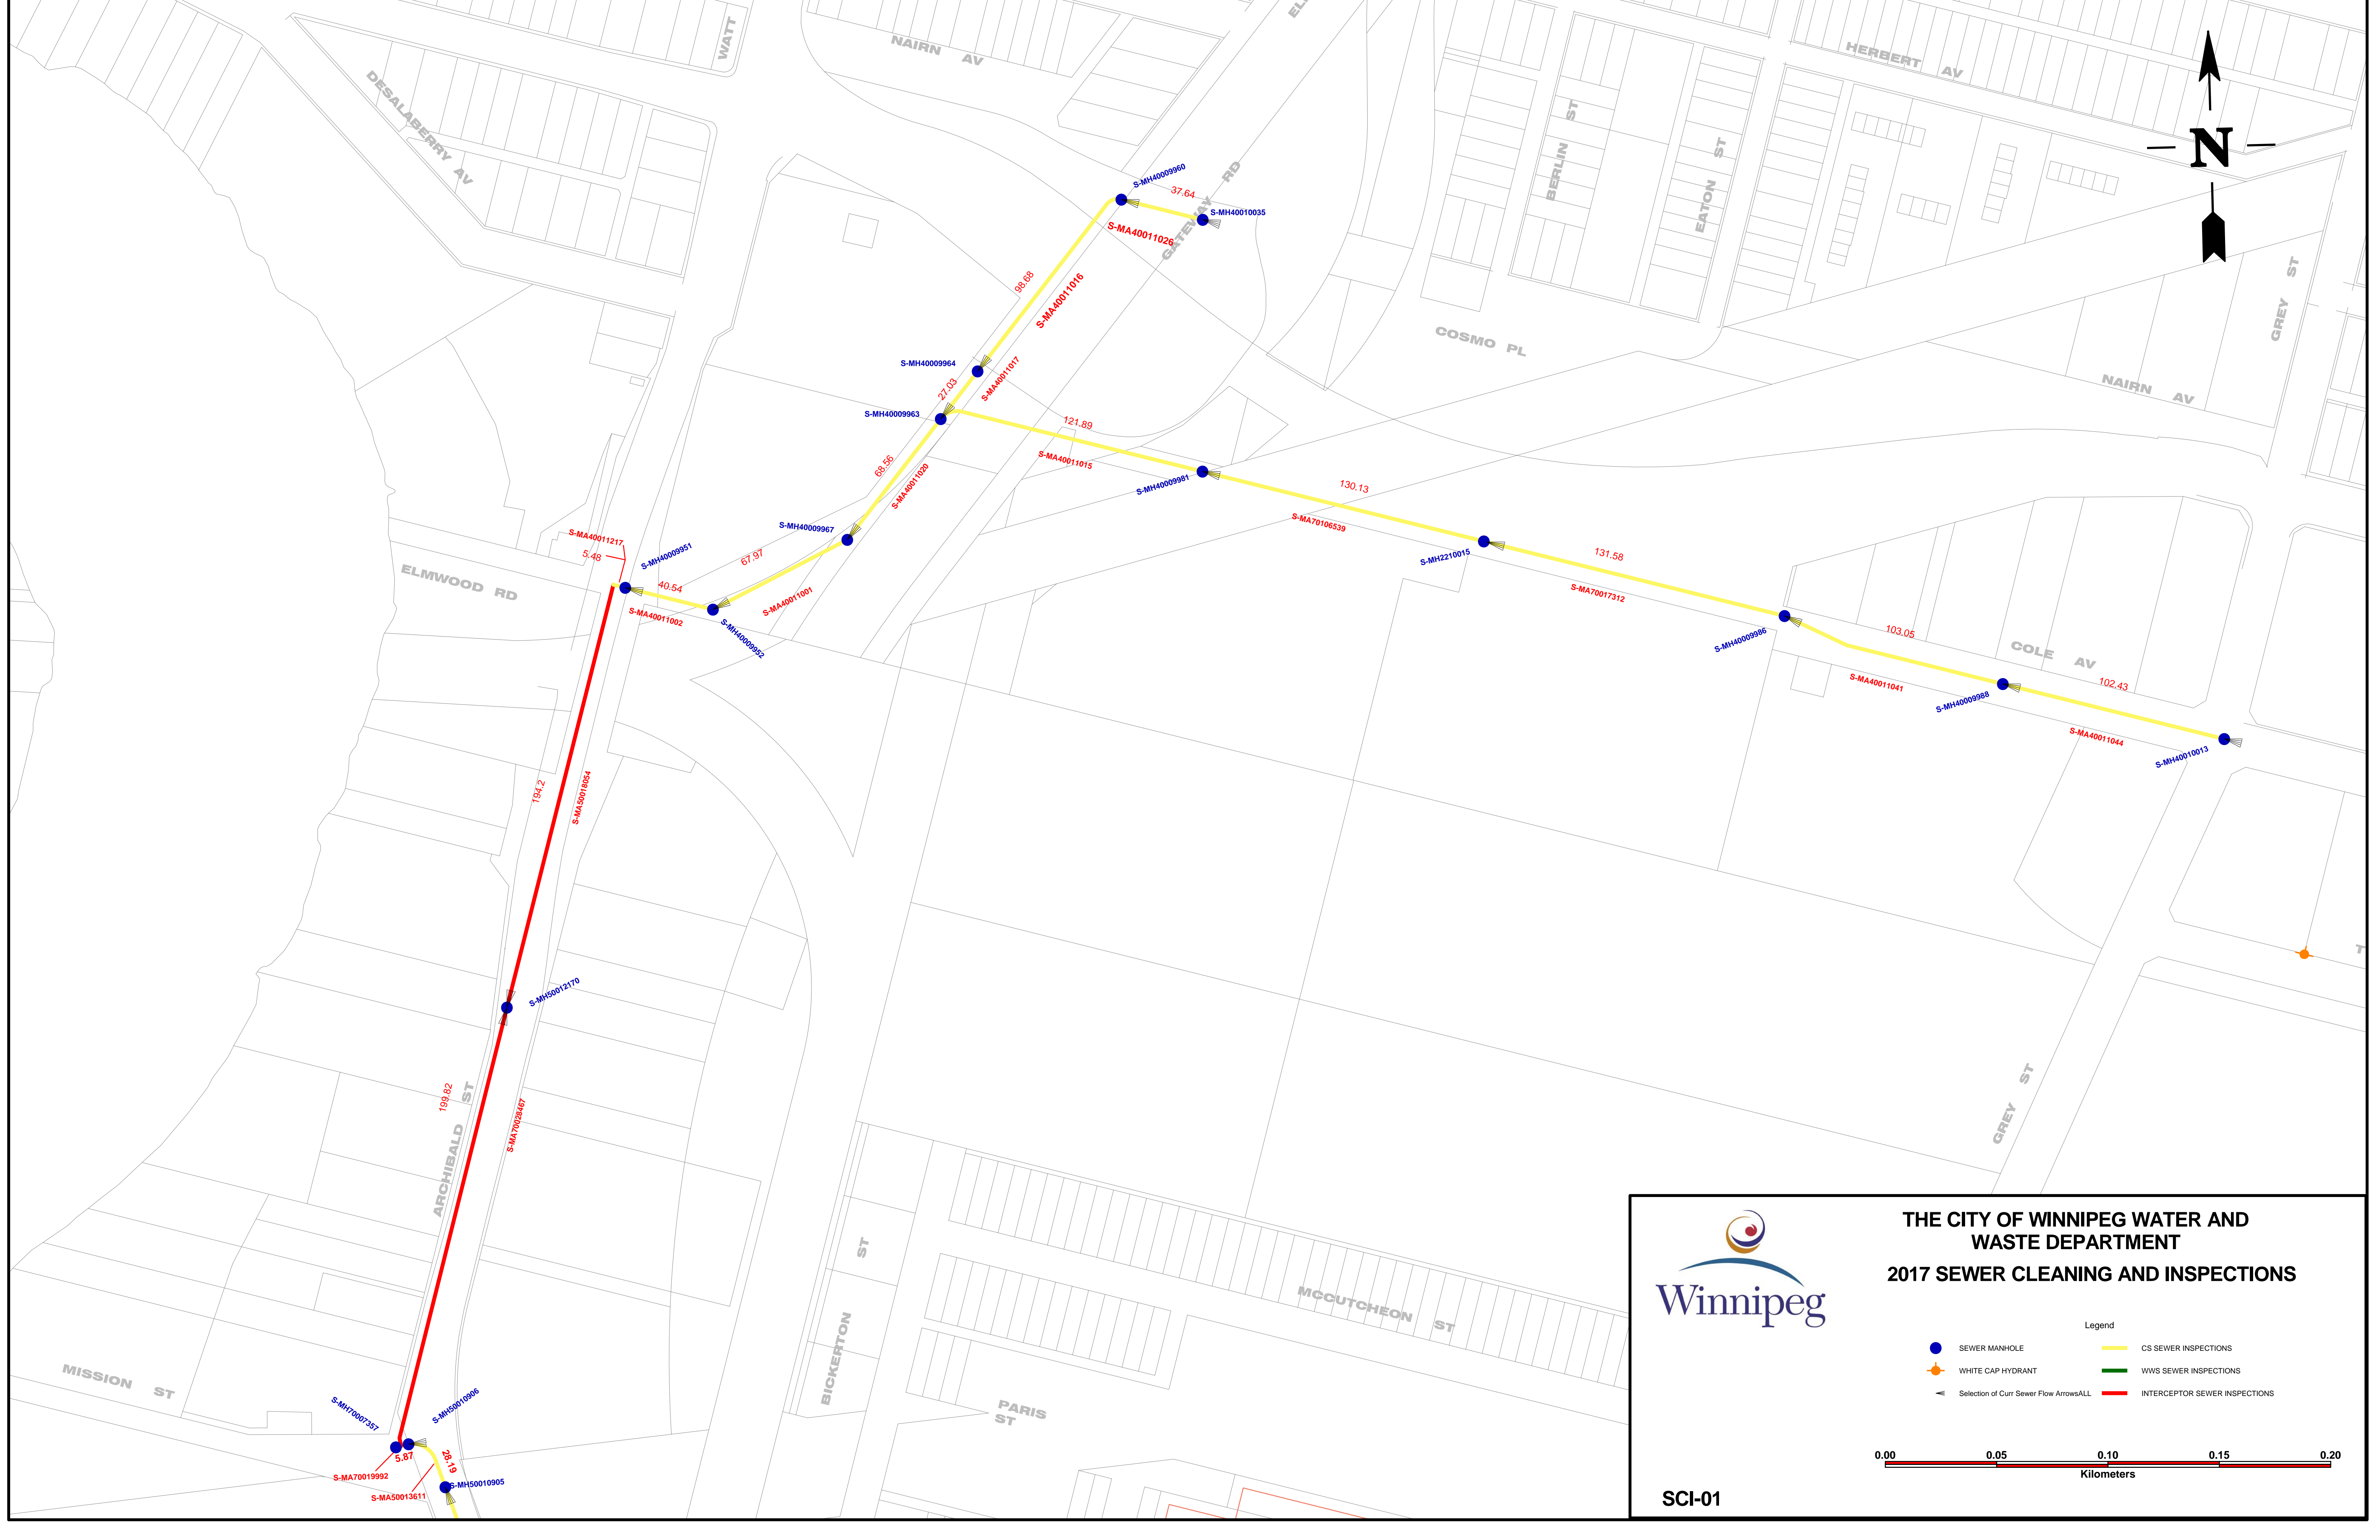 WATT
NAIRN AV
HERBERT AV
DESALABERRY AV
BERLIN ST
EATON ST
N
S-MH40009960
37.64
GATEWAY RD
S-MH40010035
S-MA40011026
98.68
S-MA40011016
GREY ST
COSMO PL
S-MH40009964
27.03
S-MA40011017
NAIRN AV
S-MH40009963
121.89
68.56
S-MA40011015
S-MA40011020
S-MH40009981
130.13
S-MA70106539
S-MH40009967
S-MA40011217
5.48
S-MH40009951
67.97
S-MH2210015
131.58
ELMWOOD RD
40.54
S-MA40011001
S-MA70017312
S-MA40011002
S-MH40009952
S-MH40009986
103.05
COLE AV
S-MA40011041
102.43
S-MH40009988
S-MA40011044
S-MH40010013
194.2
S-MA50018054
S-MH50012170
199.82
S-MA70028467
ARCHIBALD ST
GREY ST
BICKERTON ST
MCCUTCHEON ST
MISSION ST
PARIS
ST
S-MH70007357
S-MH50010906
5.87
28.19
S-MA70019992
S-MH50010905
S-MA50013611
Winnipeg
THE CITY OF WINNIPEG WATER AND
WASTE DEPARTMENT
2017 SEWER CLEANING AND INSPECTIONS
Legend
SEWER MANHOLE
CS SEWER INSPECTIONS
WHITE CAP HYDRANT
WWS SEWER INSPECTIONS
Selection of Curr Sewer Flow ArrowsALL
INTERCEPTOR SEWER INSPECTIONS
0.00 0.05 0.10 0.15 0.20
Kilometers
SCI-01